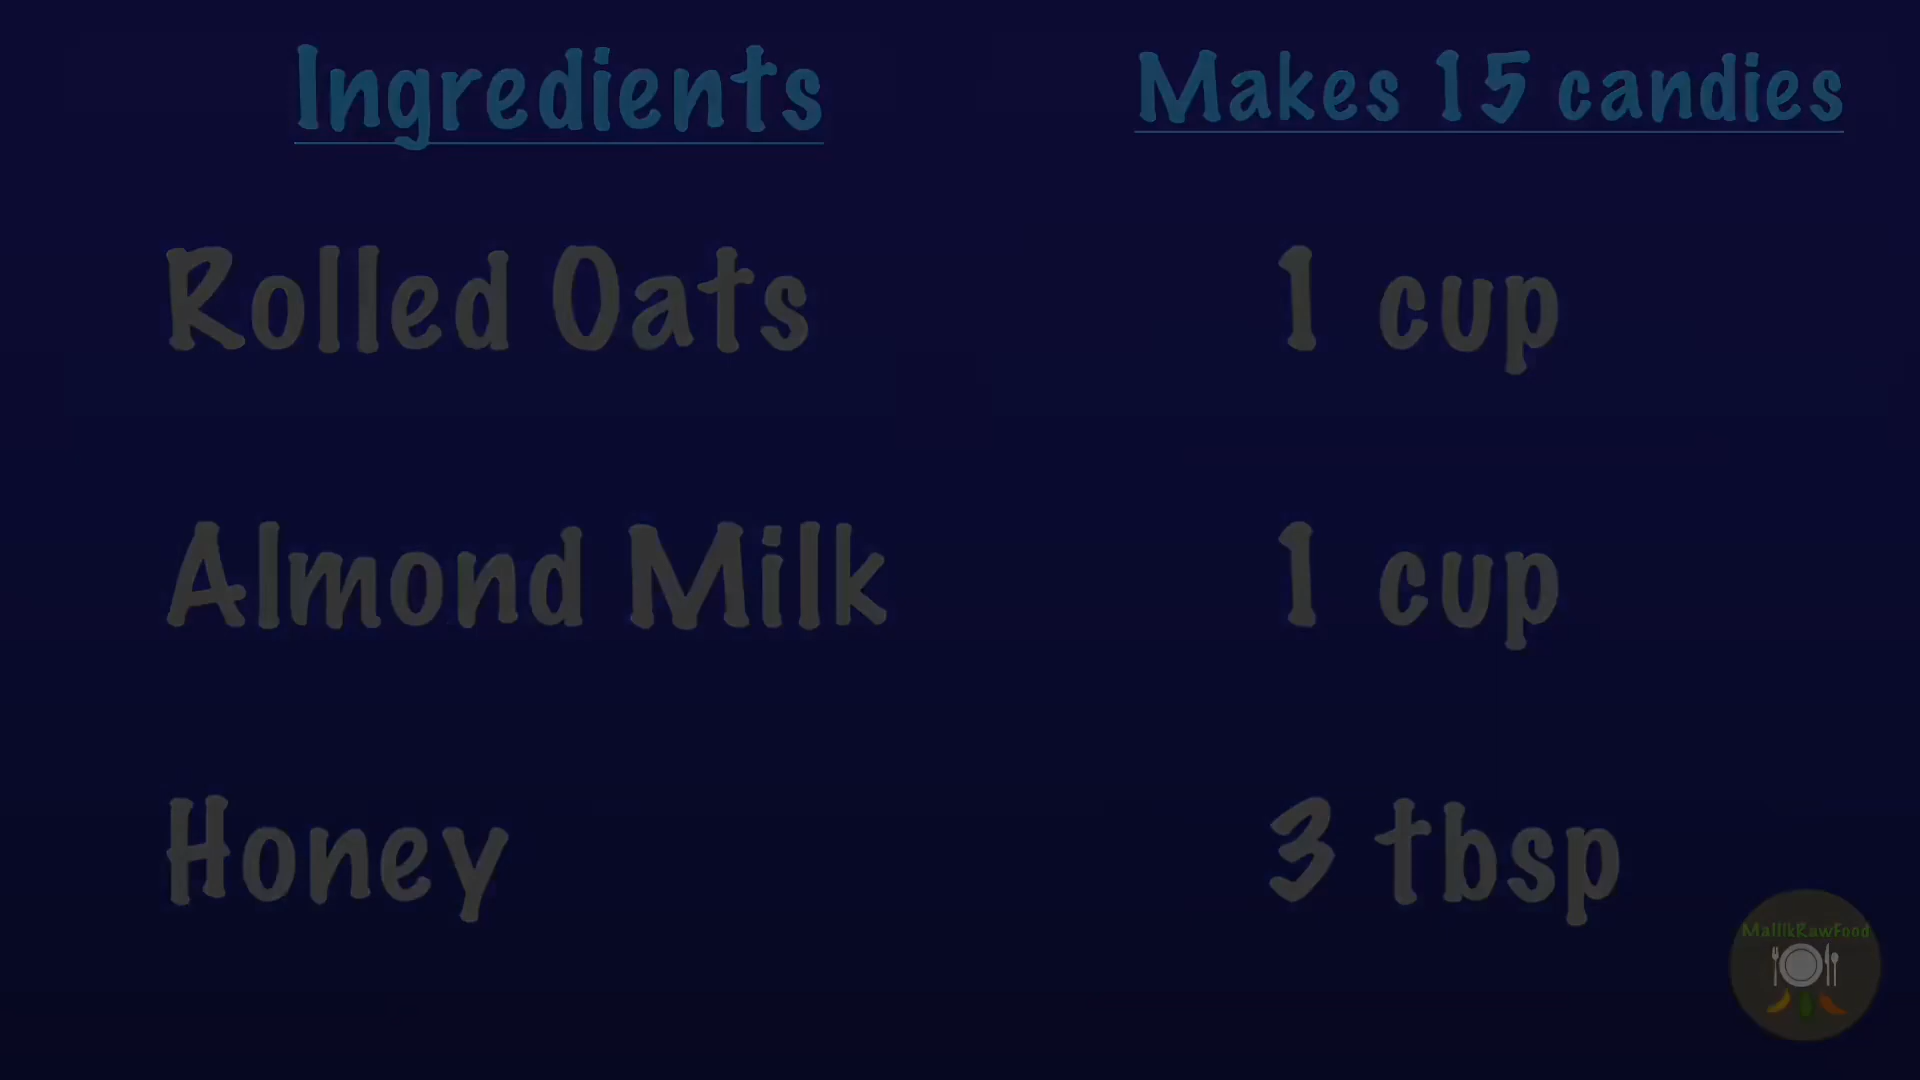 Ingredients Makes 15 candies
Rolled Oats 1 cup
Almond Milk 1 cup
Honey 3 tbsp
MallikRawFood